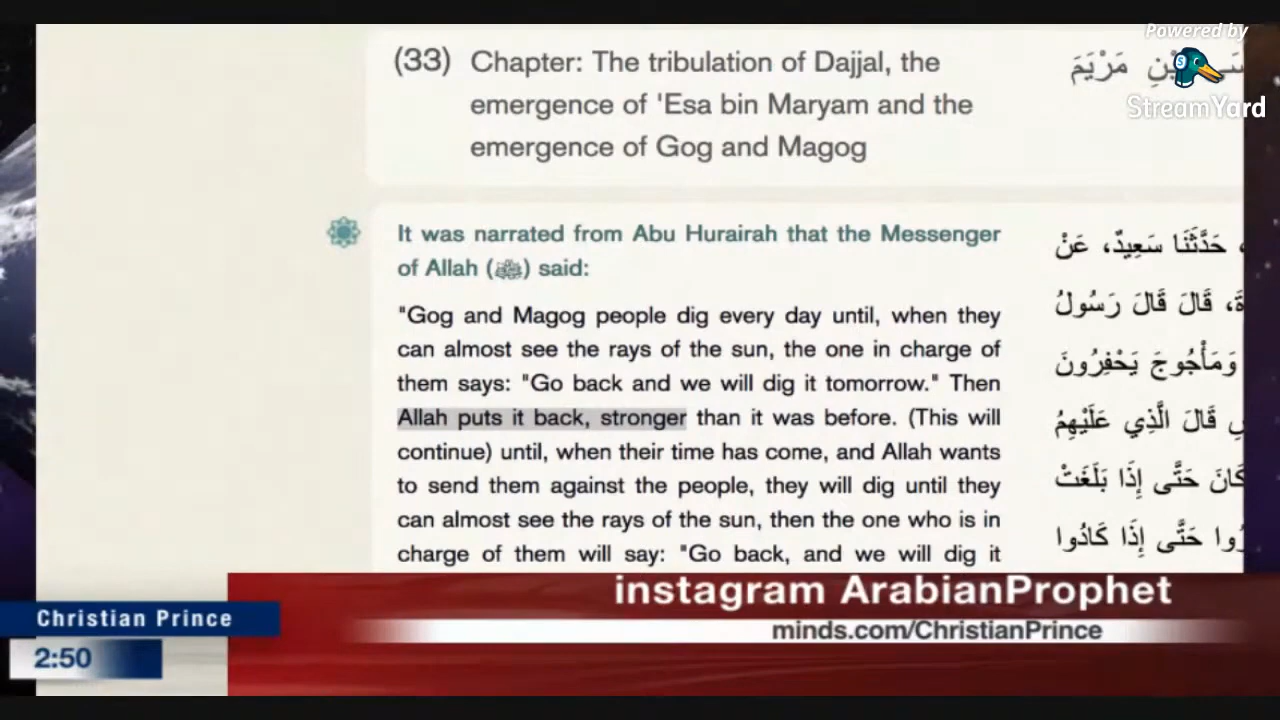 Powered by
StreamYard
(33) Chapter: The tribulation of Dajjal, the
emergence of 'Esa bin Maryam and the
emergence of Gog and Magog
مَرْيَمَ
It was narrated from Abu Hurairah that the Messenger
of Allah (ﷺ) said:
"Gog and Magog people dig every day until, when they
can almost see the rays of the sun, the one in charge of
them says: "Go back and we will dig it tomorrow." Then
Allah puts it back, stronger than it was before. (This will
continue) until, when their time has come, and Allah wants
to send them against the people, they will dig until they
can almost see the rays of the sun, then the one who is in
charge of them will say: "Go back, and we will dig it
حَدَّثَنَا سَعِيدٌ، عَنْ
قَالَ قَالَ رَسُولُ
وَمَأْجُوجَ يَحْفِرُونَ
قَالَ الَّذِي عَلَيْهِمُ
كَانَ حَتَّى إِذَا بَلَغَتْ
حَتَّى إِذَا كَادُوا
instagram ArabianProphet
Christian Prince
minds.com/ChristianPrince
2:50